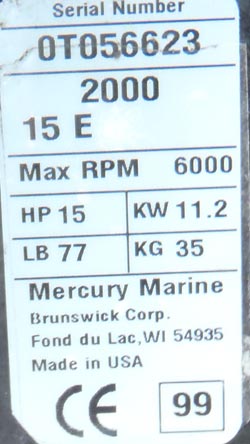 Serial Number
0T056623
2000
15 E
Max RPM 6000
HP 15 KW 11.2
LB 77 KG 35
Mercury Marine
Brunswick Corp.
Fond du Lac,WI 54935
Made in USA
CE 99